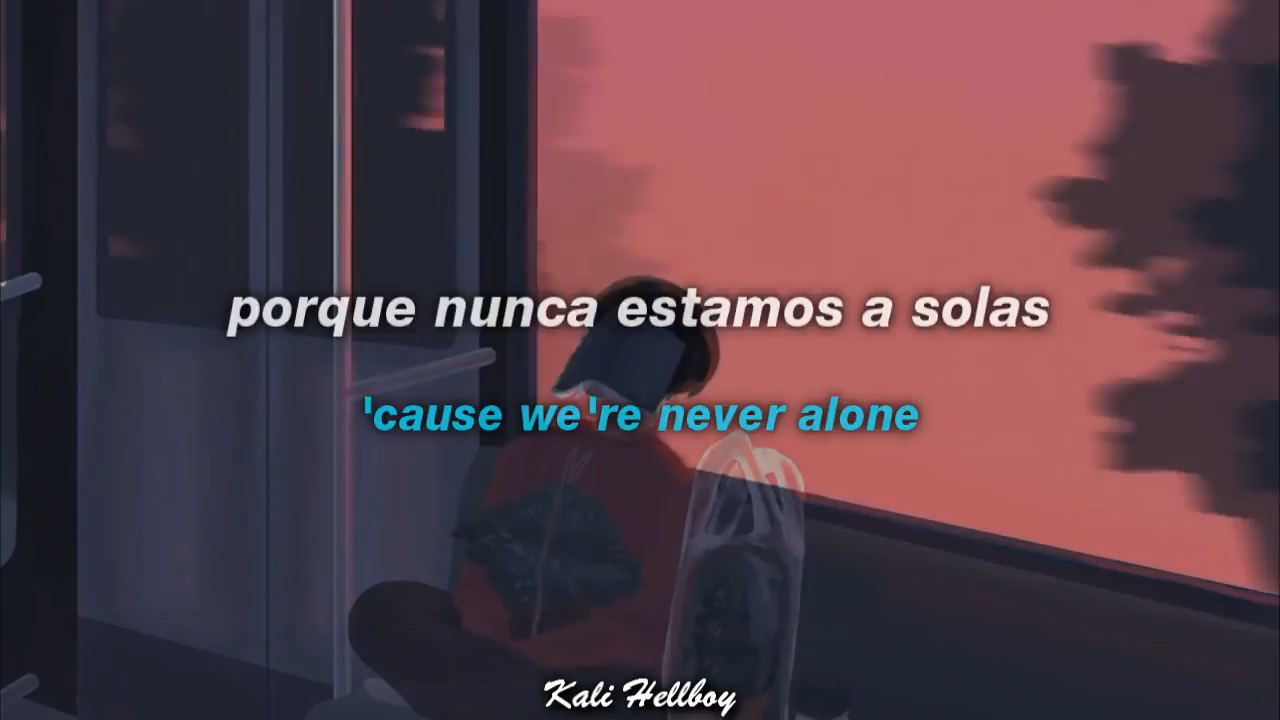 porque nunca estamos a solas
'cause we're never alone
Kali Hellboy